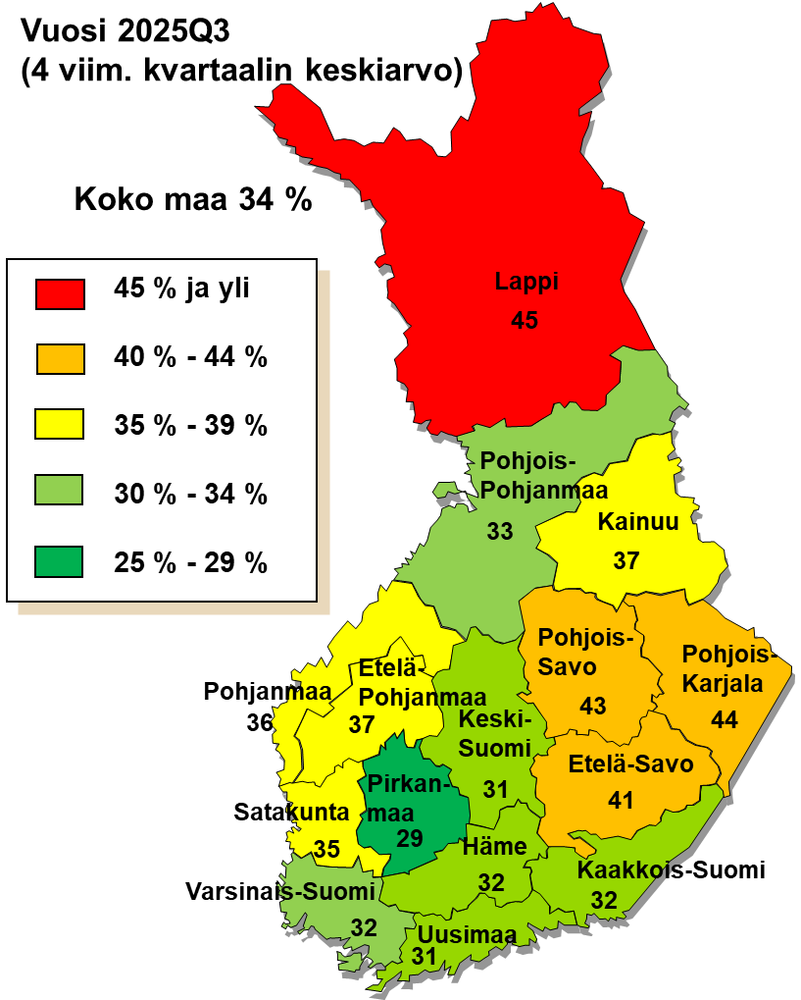 Vuosi 2025Q3
(4 viim. kvartaalin keskiarvo)
Koko maa 34 %
45 % ja yli
40 % - 44 %
35 % - 39 %
30 % - 34 %
25 % - 29 %
Lappi
45
Pohjois-
Pohjanmaa
33
Kainuu
37
Pohjois-
Savo
43
Pohjois-
Karjala
44
Pohjanmaa
36
Etelä-
Pohjanmaa
37
Keski-
Suomi
31
Etelä-Savo
41
Pirkan-
maa
29
Satakunta
35
Häme
32
Kaakkois-Suomi
32
Varsinais-Suomi
32
Uusimaa
31